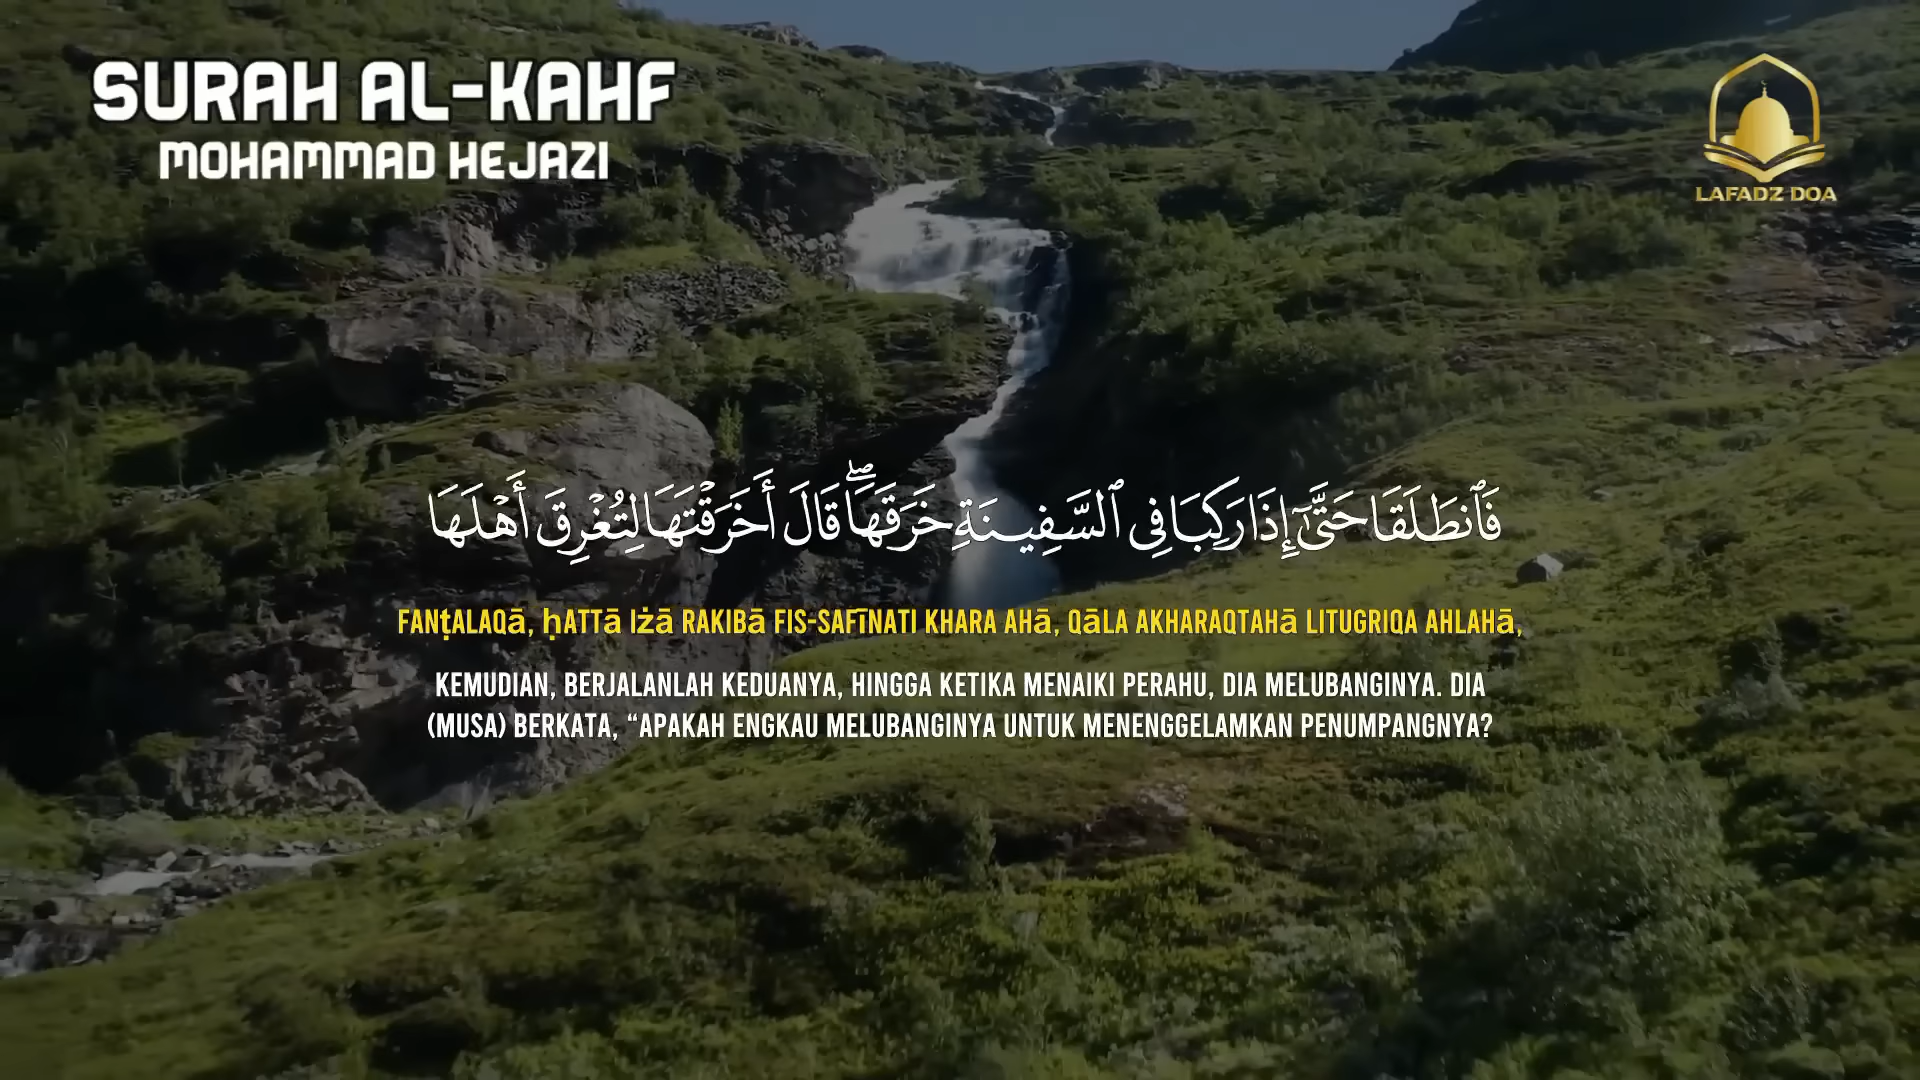 SURAH AL-KAHF
MOHAMMAD HEJAZI
LAFADZ DOA
فَٱنطَلَقَا حَتَّىٰٓ إِذَا رَكِبَا فِى ٱلسَّفِينَةِ خَرَقَهَا ۖ قَالَ أَخَرَقْتَهَا لِتُغْرِقَ أَهْلَهَا
FANṭALAQā, ḥATTā IżāRAKIBā FIS-SAFīNATI KHARA AHā, QāLA AKHARAQTAHā LITUGRIQA AHLAHā,
KEMUDIAN, BERJALANLAH KEDUANYA, HINGGA KETIKA MENAIKI PERAHU, DIA MELUBANGINYA. DIA
(MUSA) BERKATA, “APAKAH ENGKAU MELUBANGINYA UNTUK MENENGGELAMKAN PENUMPANGNYA?